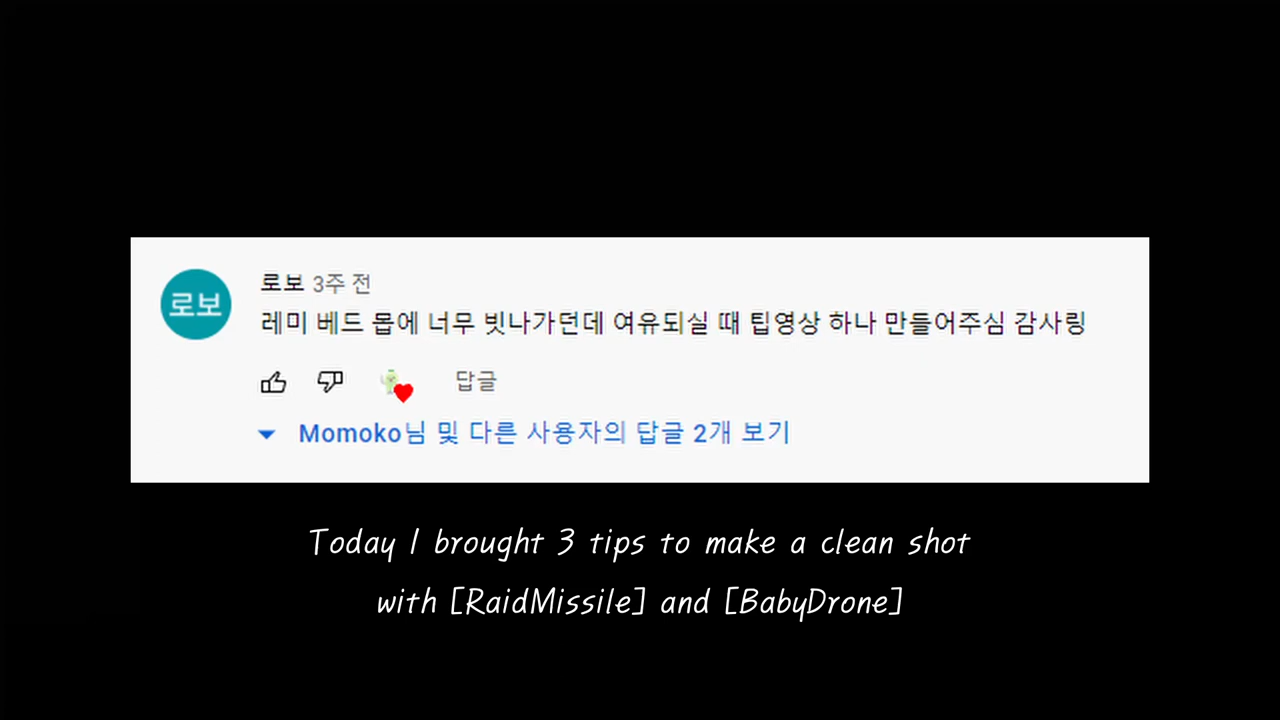 로보
로보 3주 전
레미 베드 몹에 너무 빗나가던데 여유되실 때 팁영상 하나 만들어주심 감사링
답글
Momoko님 및 다른 사용자의 답글 2개 보기
Today I brought 3 tips to make a clean shot
with [RaidMissile] and [BabyDrone]